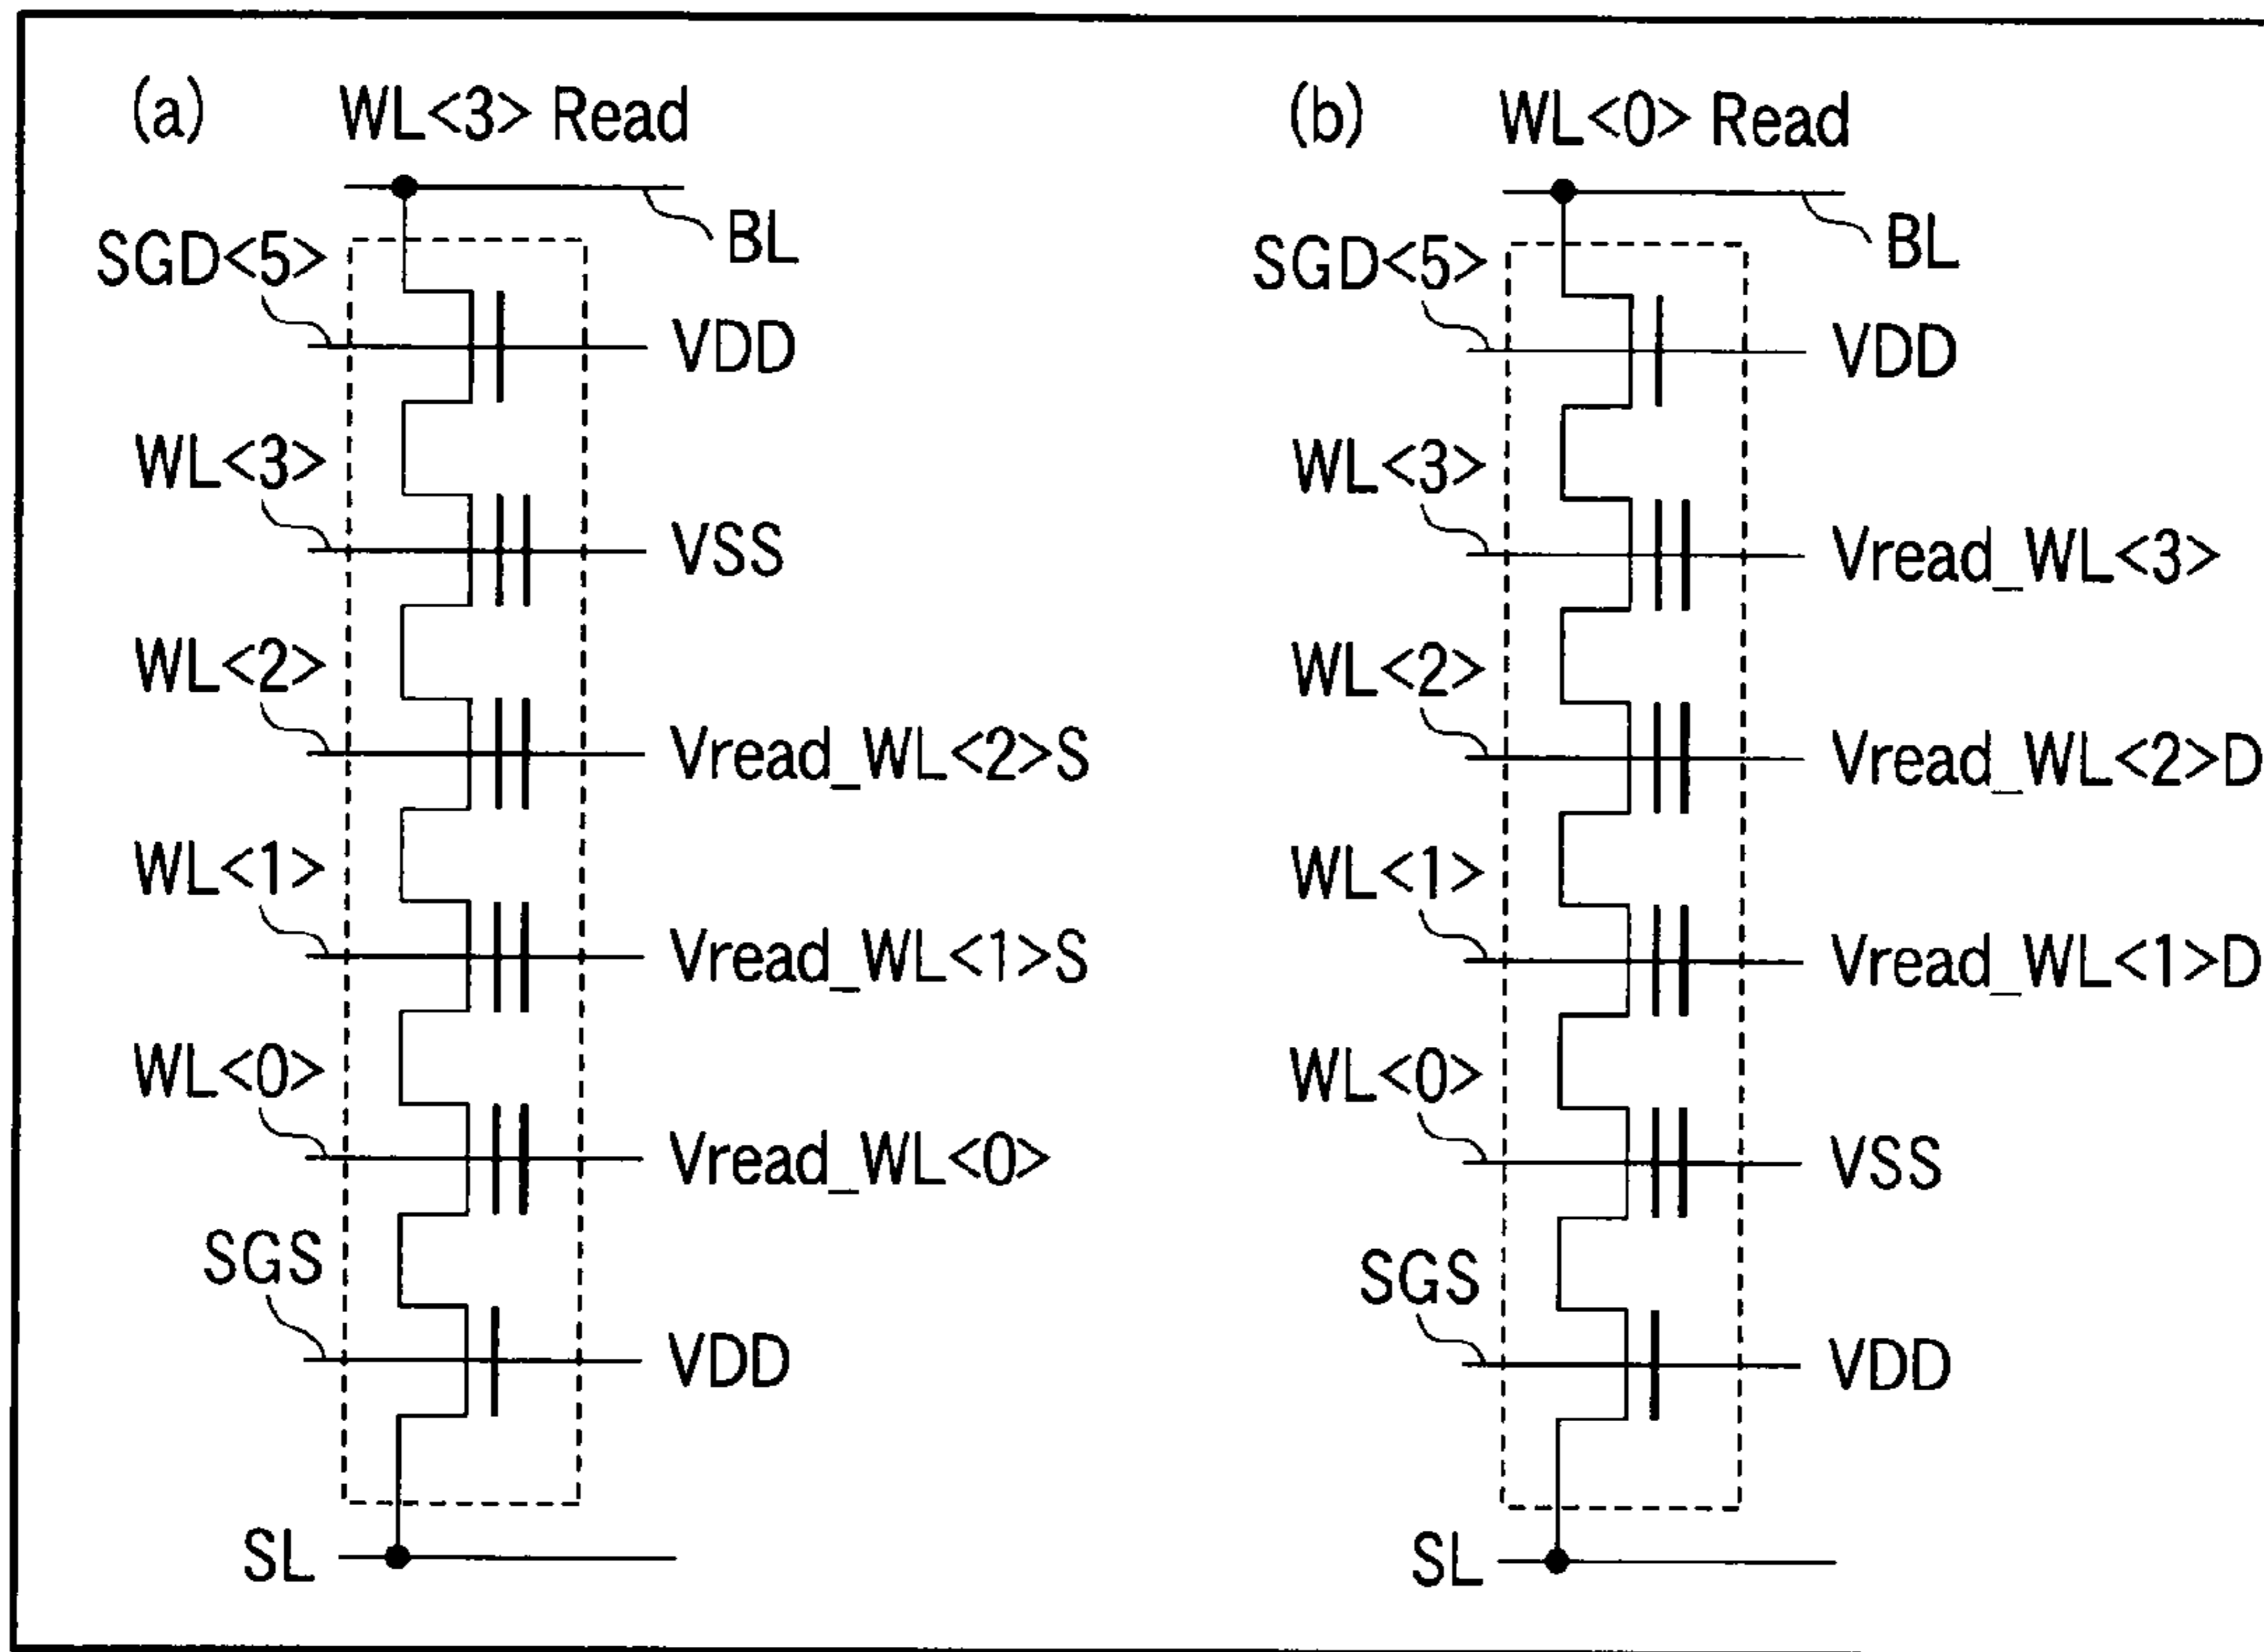 (a) WL<3> Read
BL
SGD<5>
VDD
WL<3>
VSS
WL<2>
Vread_WL<2>S
WL<1>
Vread_WL<1>S
WL<0>
Vread_WL<0>
SGS
VDD
SL
(b) WL<0> Read
BL
SGD<5>
VDD
WL<3>
Vread_WL<3>
WL<2>
Vread_WL<2>D
WL<1>
Vread_WL<1>D
WL<0>
VSS
SGS
VDD
SL